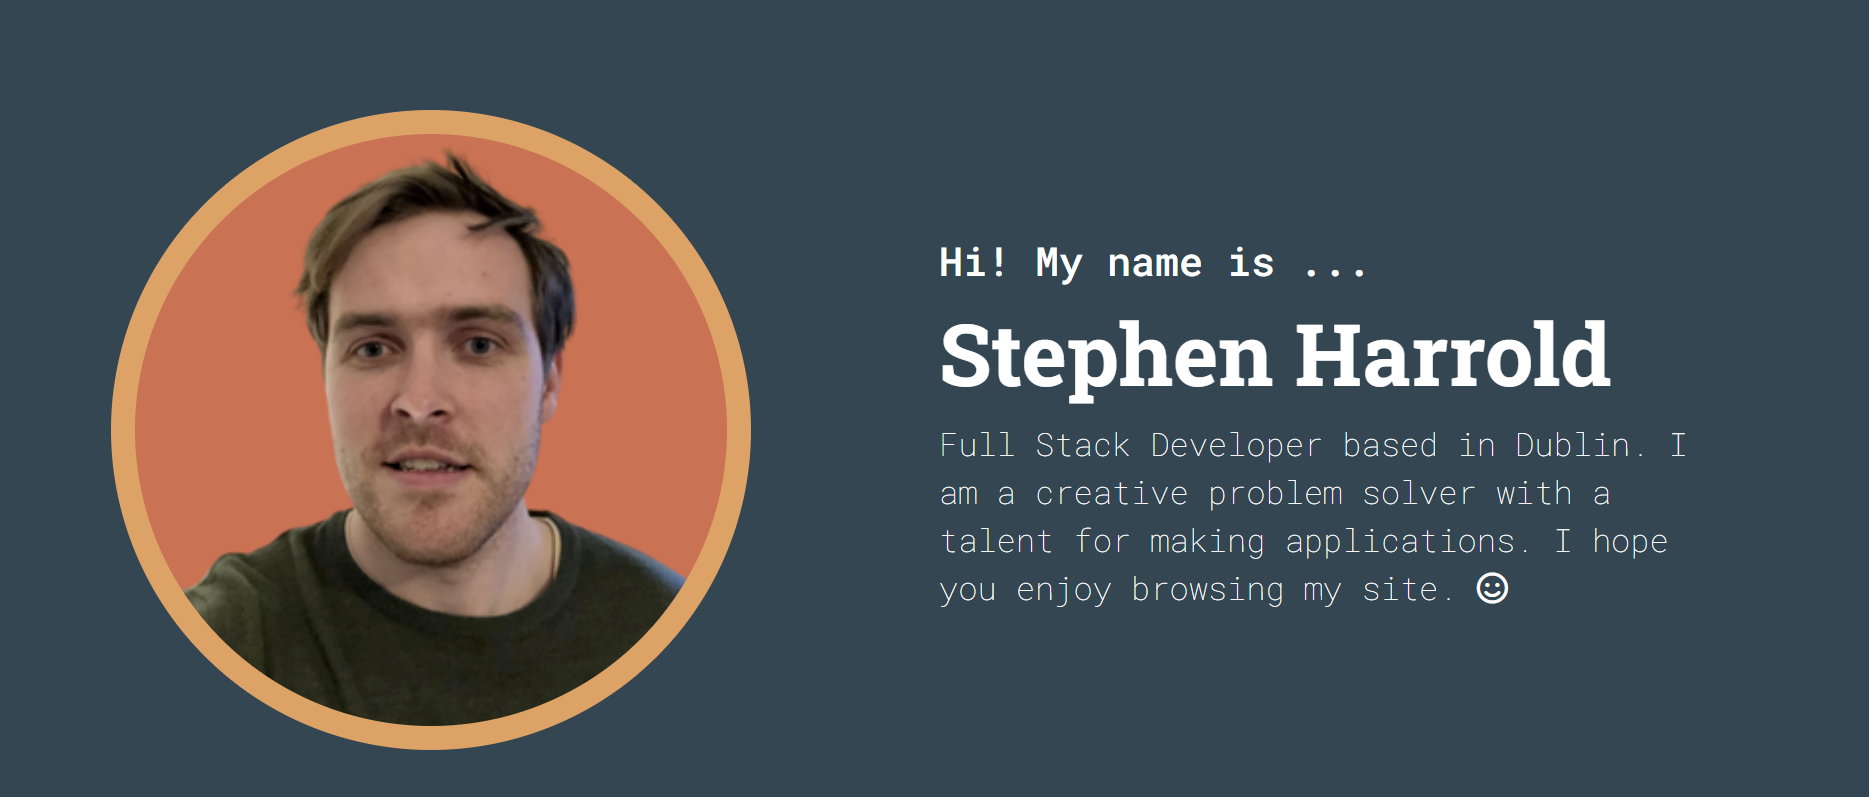 Hi! My name is ...
Stephen Harrold
Full Stack Developer based in Dublin. I
am a creative problem solver with a
talent for making applications. I hope
you enjoy browsing my site. ☺